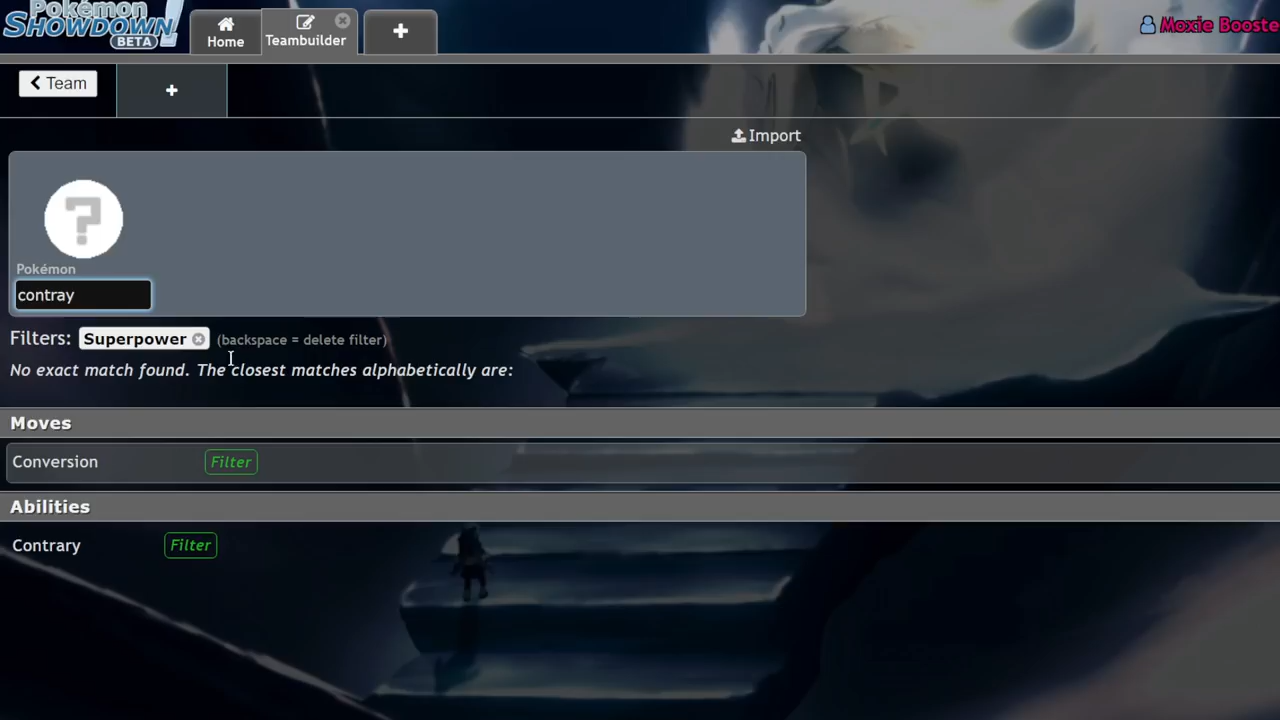 Pokémon
SHOWDOWN!
BETA
Home
Teambuilder
+
Moxie Booste
Team
+
Import
?
Pokémon
contray
Filters: Superpower (backspace = delete filter)
No exact match found. The closest matches alphabetically are:
Moves
Conversion Filter
Abilities
Contrary Filter